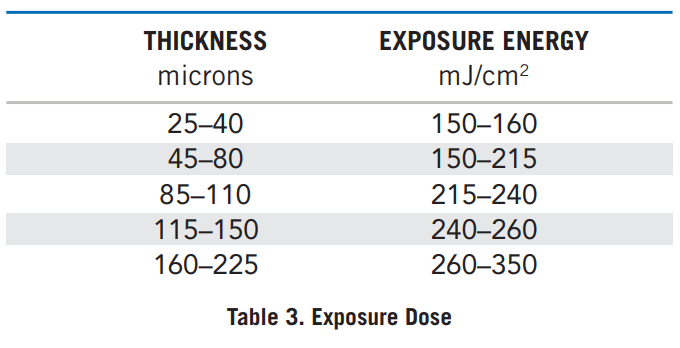 THICKNESS EXPOSURE ENERGY
microns mJ/cm²
25–40 150–160
45–80 150–215
85–110 215–240
115–150 240–260
160–225 260–350
Table 3. Exposure Dose